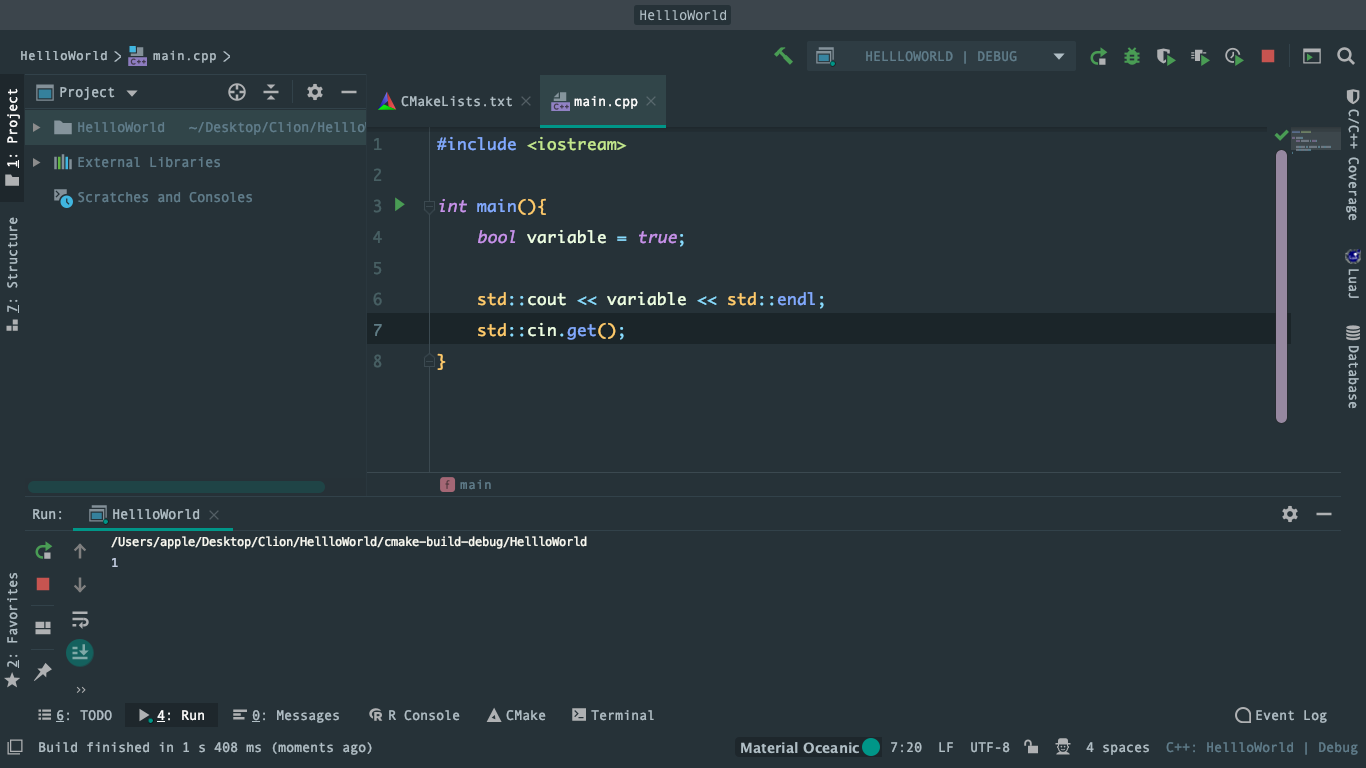 HellloWorld
HellloWorld
main.cpp
HELLLOWORLD | DEBUG
Project
CMakeLists.txt
main.cpp
1: Project
HellloWorld ~/Desktop/Clion/Helllo
External Libraries
Scratches and Consoles
7: Structure
2: Favorites
1 #include <iostream>
2
3 int main(){
4 bool variable = true;
5
6 std::cout << variable << std::endl;
7 std::cin.get();
8 }
main
C/C++ Coverage
LuaJ
Database
Run: HellloWorld
/Users/apple/Desktop/Clion/HellloWorld/cmake-build-debug/HellloWorld
1
6: TODO
4: Run
0: Messages
R Console
CMake
Terminal
Event Log
Build finished in 1 s 408 ms (moments ago)
Material Oceanic
7:20 LF UTF-8 4 spaces C++: HellloWorld | Debug